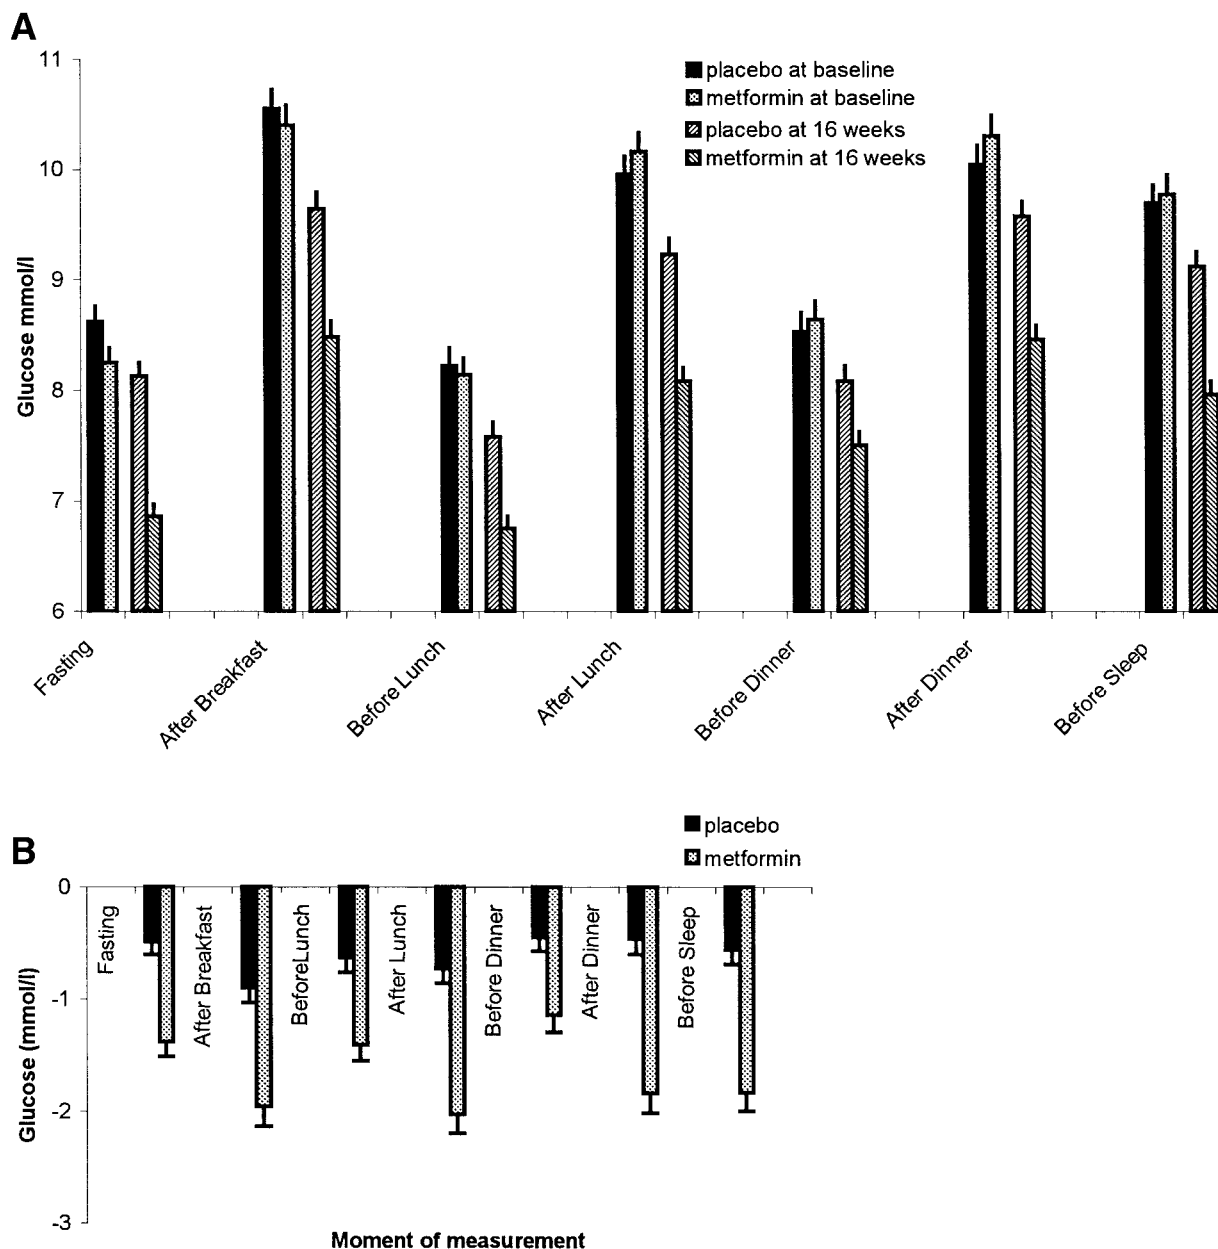 A
11
10
9
8
7
6
Glucose mmol/l
placebo at baseline
metformin at baseline
placebo at 16 weeks
metformin at 16 weeks
Fasting
After Breakfast
Before Lunch
After Lunch
Before Dinner
After Dinner
Before Sleep
B
placebo
metformin
0
-1
-2
-3
Glucose (mmol/l)
Fasting
After Breakfast
BeforeLunch
After Lunch
Before Dinner
After Dinner
Before Sleep
Moment of measurement